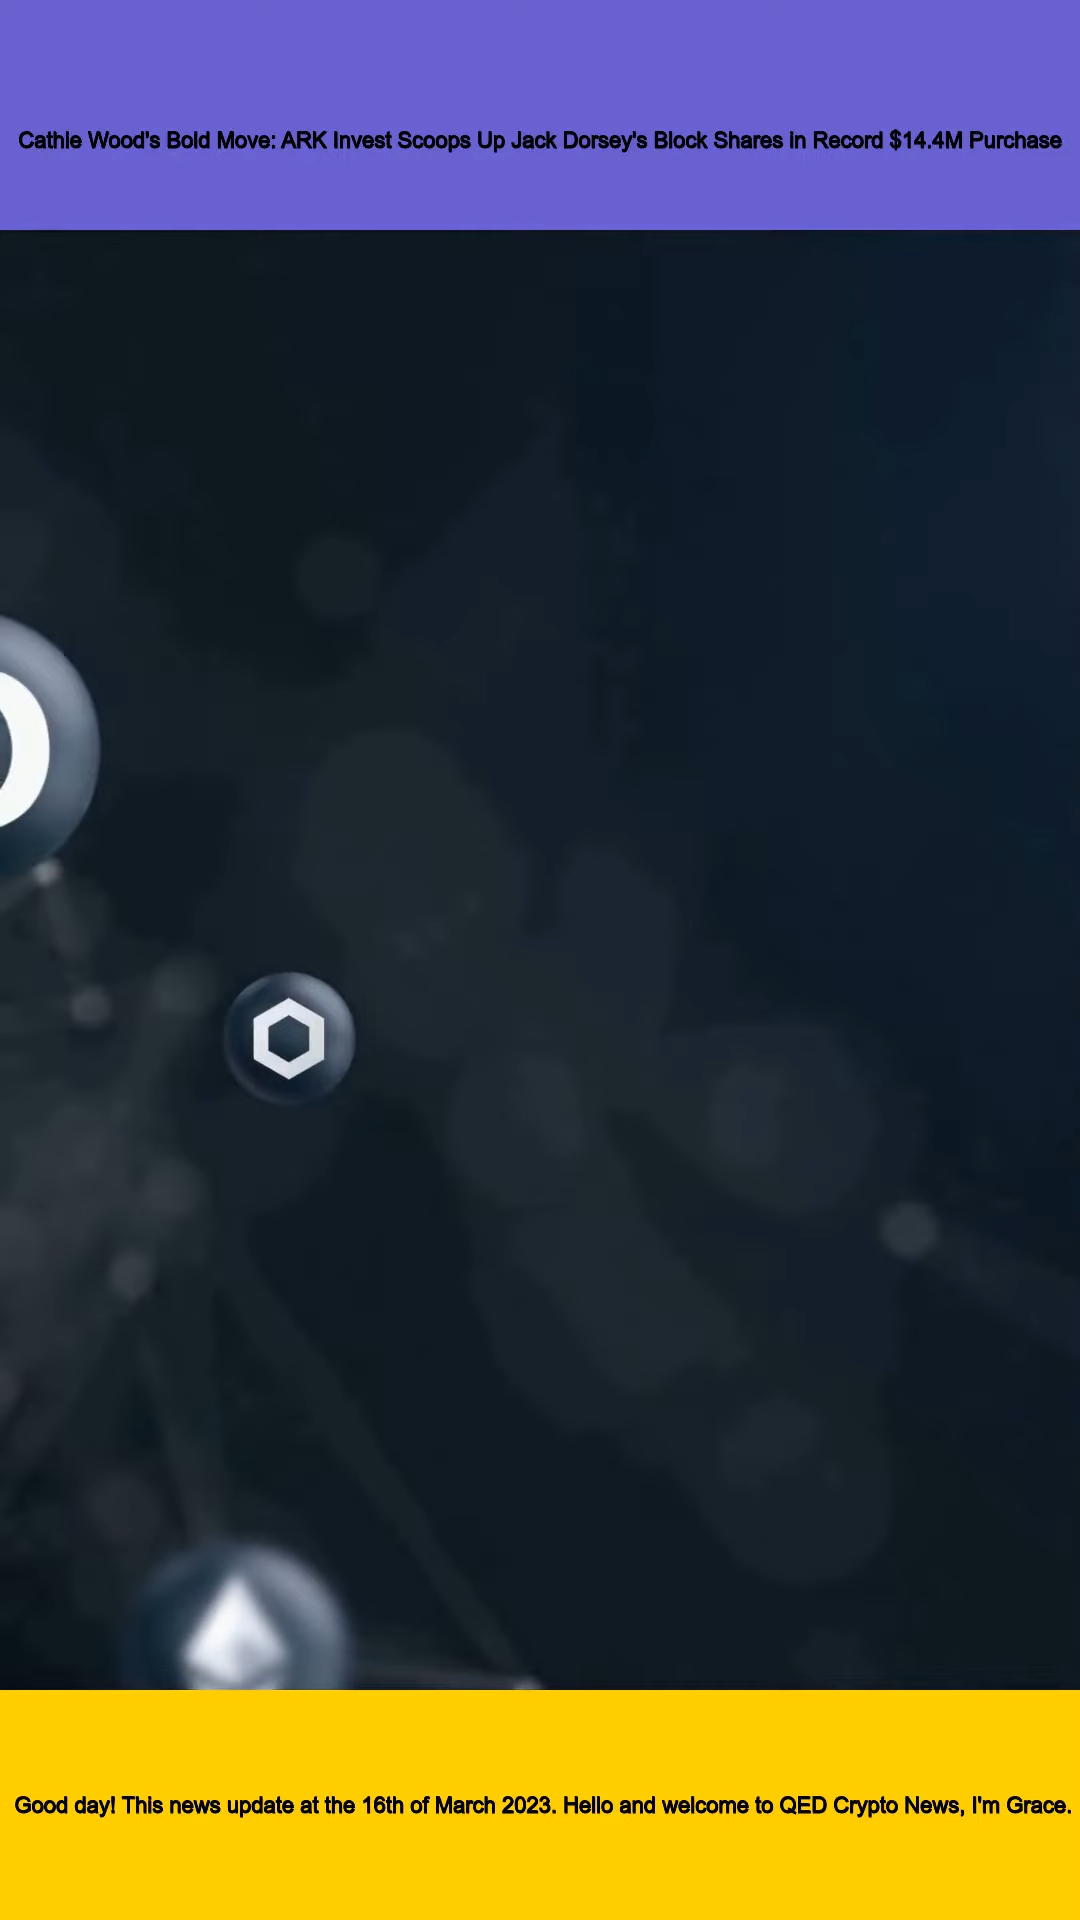 Cathie Wood's Bold Move: ARK Invest Scoops Up Jack Dorsey's Block Shares in Record $14.4M Purchase
Good day! This news update at the 16th of March 2023. Hello and welcome to QED Crypto News, I'm Grace.